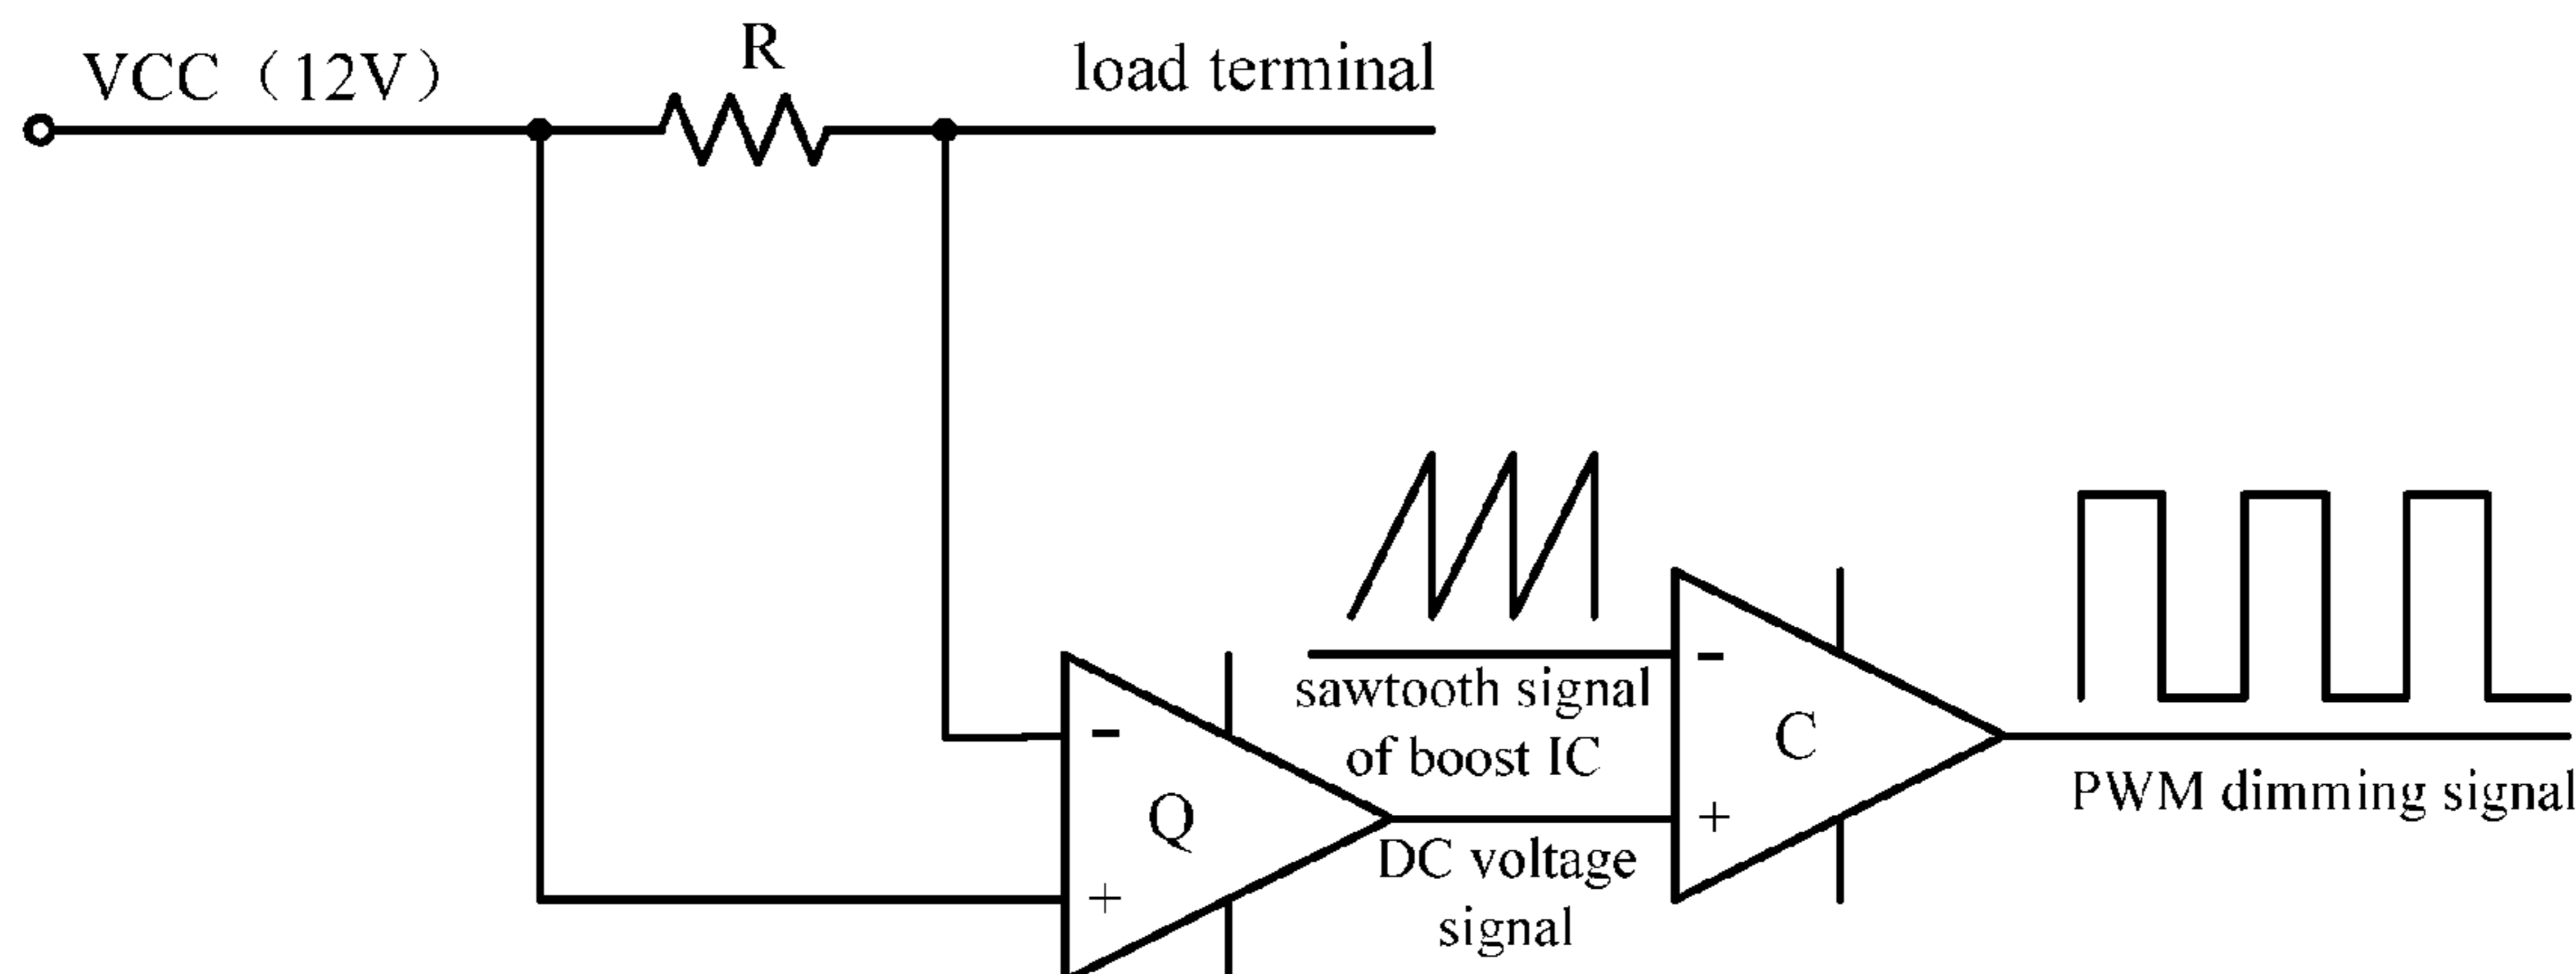 VCC（12V）
R
load terminal
-
sawtooth signal
of boost IC
C
+
PWM dimming signal
-
Q
+
DC voltage
signal